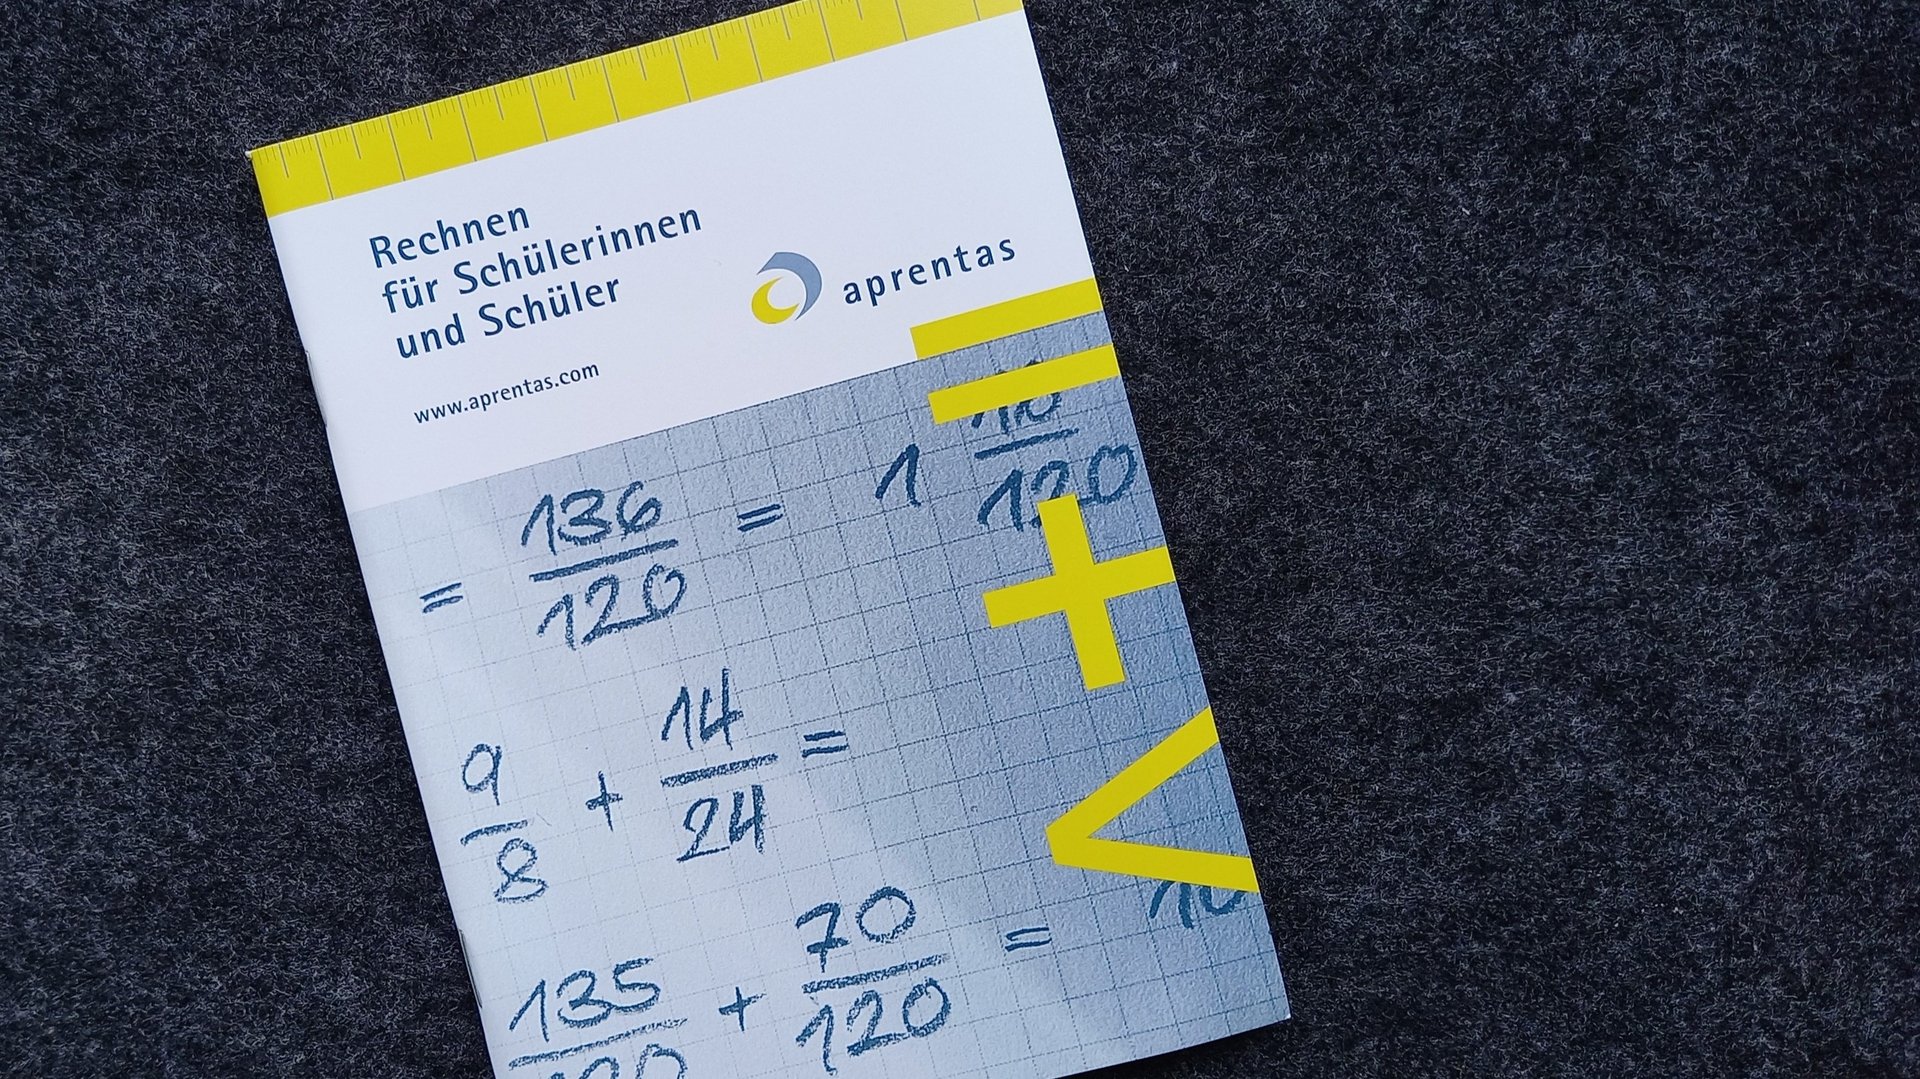 Rechnen
für Schülerinnen
und Schüler
aprentas
www.aprentas.com
= 136/120 = 1 /120
9/8 + 14/24 =
135/ + 70/120 =